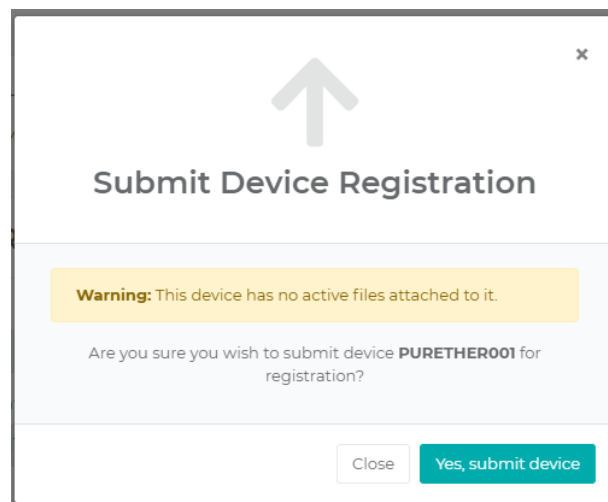 ×
Submit Device Registration
Warning: This device has no active files attached to it.
Are you sure you wish to submit device PURETHER001 for
registration?
Close
Yes, submit device